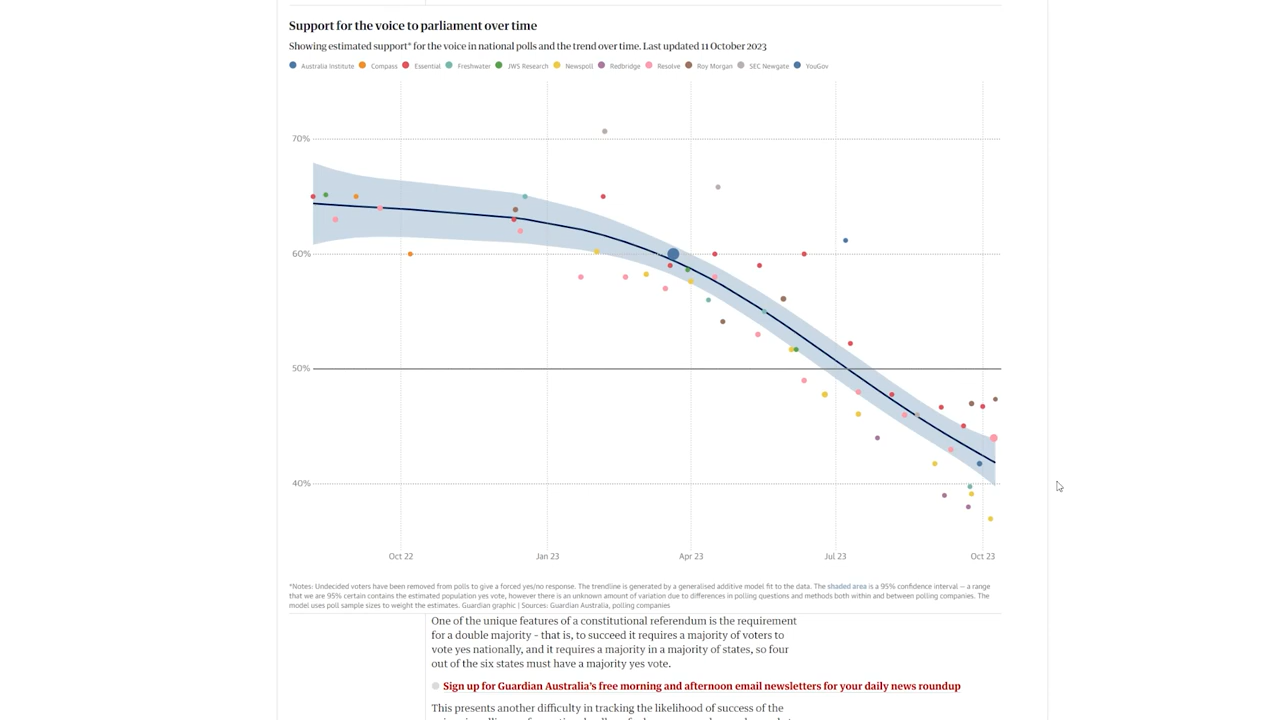 Support for the voice to parliament over time
Showing estimated support* for the voice in national polls and the trend over time. Last updated 11 October 2023
Australia Institute Compass Essential Freshwater JWS Research Newspoll Redbridge Resolve Roy Morgan SEC Newgate YouGov
70%
60%
50%
40%
Oct 22 Jan 23 Apr 23 Jul 23 Oct 23
*Notes: Undecided voters have been removed from polls to give a forced yes/no response. The trendline is generated by a generalised additive model fit to the data. The shaded area is a 95% confidence interval — a range
that we are 95% certain contains the estimated population yes vote, however there is an unknown amount of variation due to differences in polling questions and methods both within and between polling companies. The
model uses poll sample sizes to weight the estimates. Guardian graphic | Sources: Guardian Australia, polling companies
One of the unique features of a constitutional referendum is the requirement
for a double majority – that is, to succeed it requires a majority of voters to
vote yes nationally, and it requires a majority in a majority of states, so four
out of the six states must have a majority yes vote.
Sign up for Guardian Australia’s free morning and afternoon email newsletters for your daily news roundup
This presents another difficulty in tracking the likelihood of success of the